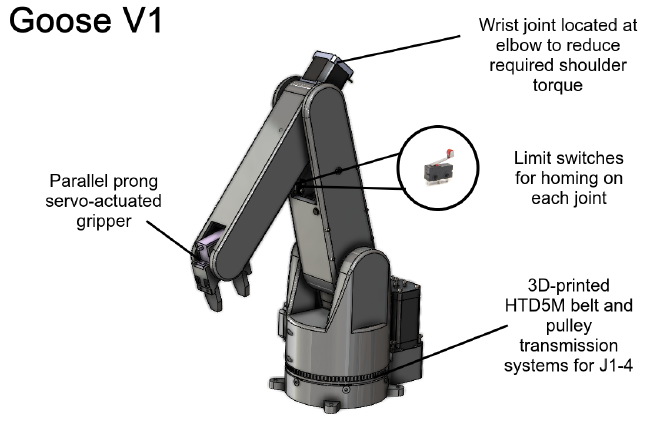 Goose V1
Wrist joint located at
elbow to reduce
required shoulder
torque
Limit switches
for homing on
each joint
Parallel prong
servo-actuated
gripper
3D-printed
HTD5M belt and
pulley
transmission
systems for J1-4